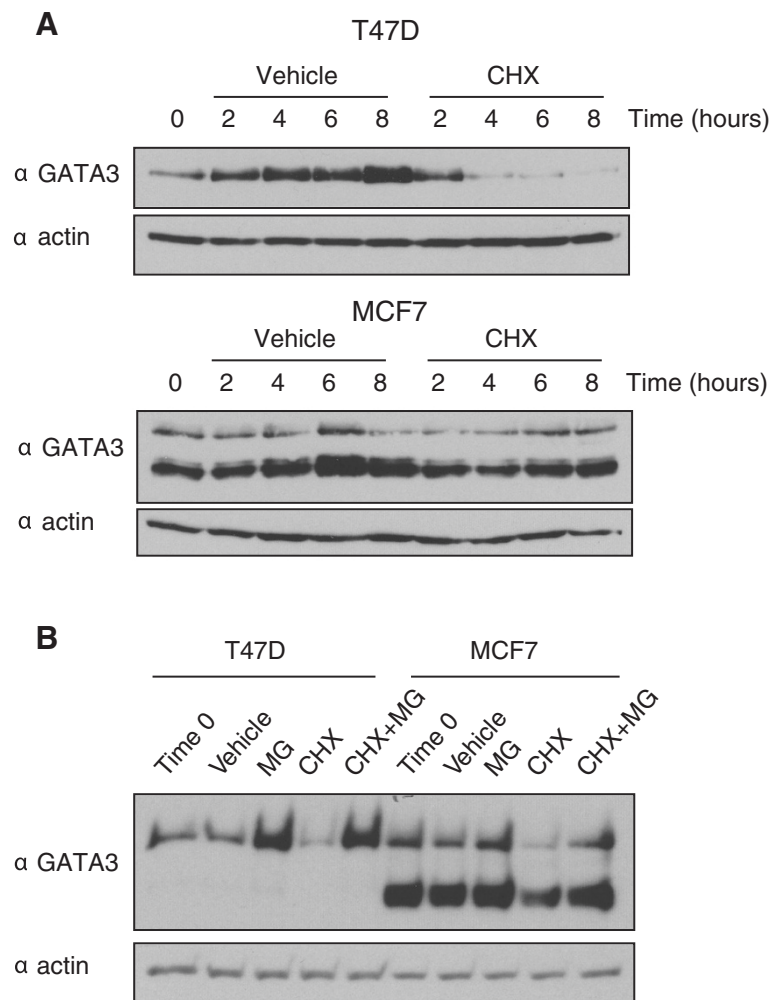 A
T47D
Vehicle CHX
0 2 4 6 8 2 4 6 8 Time (hours)
α GATA3
α actin
MCF7
Vehicle CHX
0 2 4 6 8 2 4 6 8 Time (hours)
α GATA3
α actin
B
T47D MCF7
Time 0 Vehicle MG CHX CHX+MG Time 0 Vehicle MG CHX CHX+MG
α GATA3
α actin